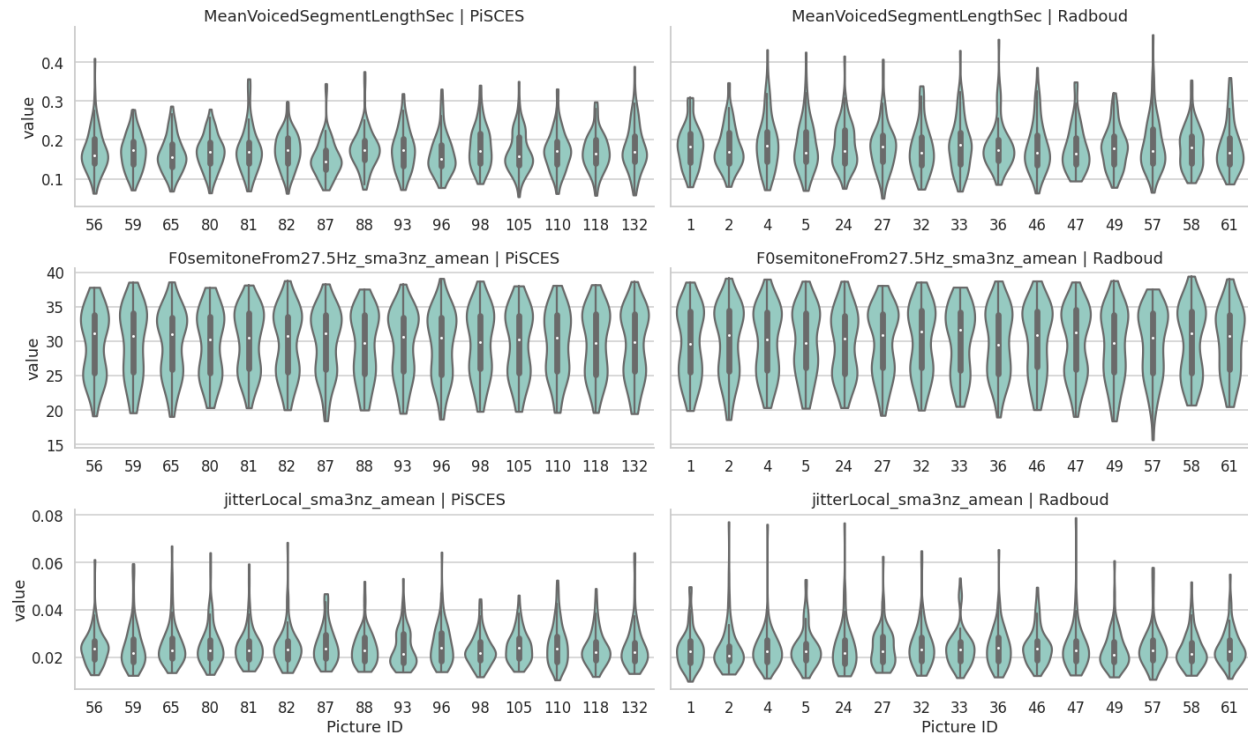 MeanVoicedSegmentLengthSec | PiSCES
MeanVoicedSegmentLengthSec | Radboud
value
0.4
0.3
0.2
0.1
56 59 65 80 81 82 87 88 93 96 98 105 110 118 132
1 2 4 5 24 27 32 33 36 46 47 49 57 58 61
F0semitoneFrom27.5Hz_sma3nz_amean | PiSCES
F0semitoneFrom27.5Hz_sma3nz_amean | Radboud
value
40
35
30
25
20
15
56 59 65 80 81 82 87 88 93 96 98 105 110 118 132
1 2 4 5 24 27 32 33 36 46 47 49 57 58 61
jitterLocal_sma3nz_amean | PiSCES
jitterLocal_sma3nz_amean | Radboud
value
0.08
0.06
0.04
0.02
56 59 65 80 81 82 87 88 93 96 98 105 110 118 132
1 2 4 5 24 27 32 33 36 46 47 49 57 58 61
Picture ID
Picture ID